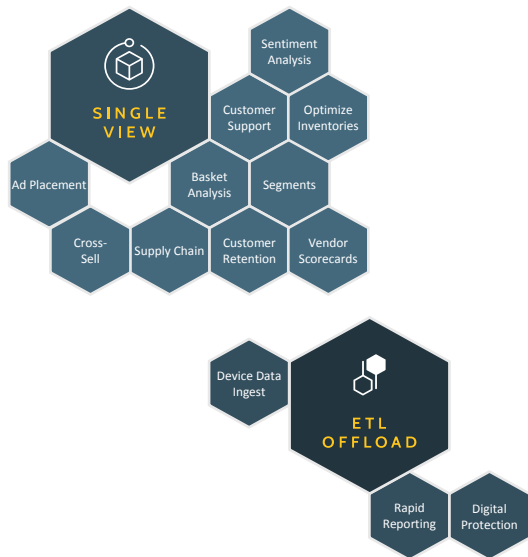 Sentiment
Analysis
SINGLE
VIEW
Customer
Support
Optimize
Inventories
Ad Placement
Basket
Analysis
Segments
Cross-
Sell
Supply Chain
Customer
Retention
Vendor
Scorecards
Device Data
Ingest
ETL
OFFLOAD
Rapid
Reporting
Digital
Protection